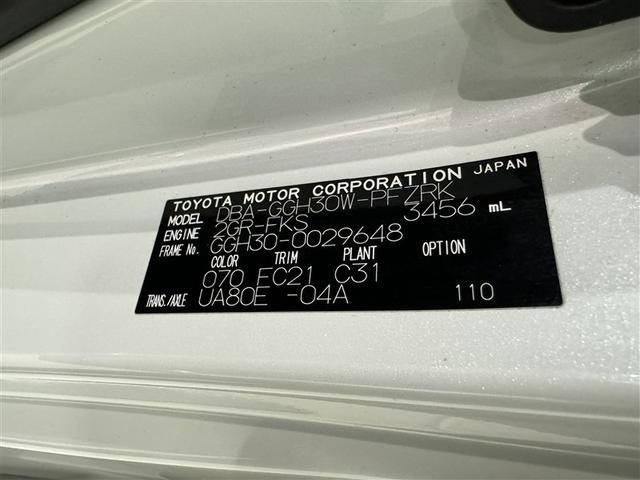 TOYOTA MOTOR CORPORATION JAPAN
MODEL DBA-GGH30W-PFZRK
ENGINE 2GR-FKS 3456 mL
FRAME No. GGH30-0029648
COLOR TRIM PLANT OPTION
070 FC21 C31
TRANS./AXLE UA80E -04A 110